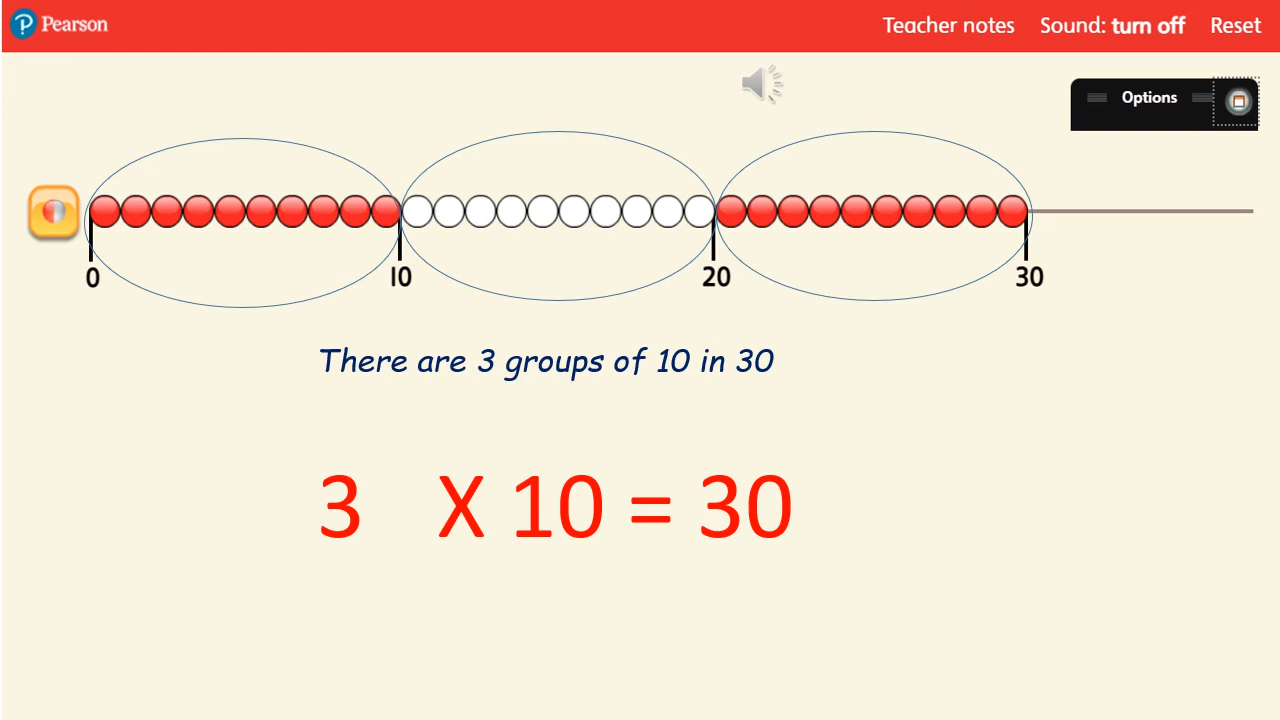 Pearson
Teacher notes Sound: turn off Reset
Options
0 10 20 30
There are 3 groups of 10 in 30
3 X 10 = 30